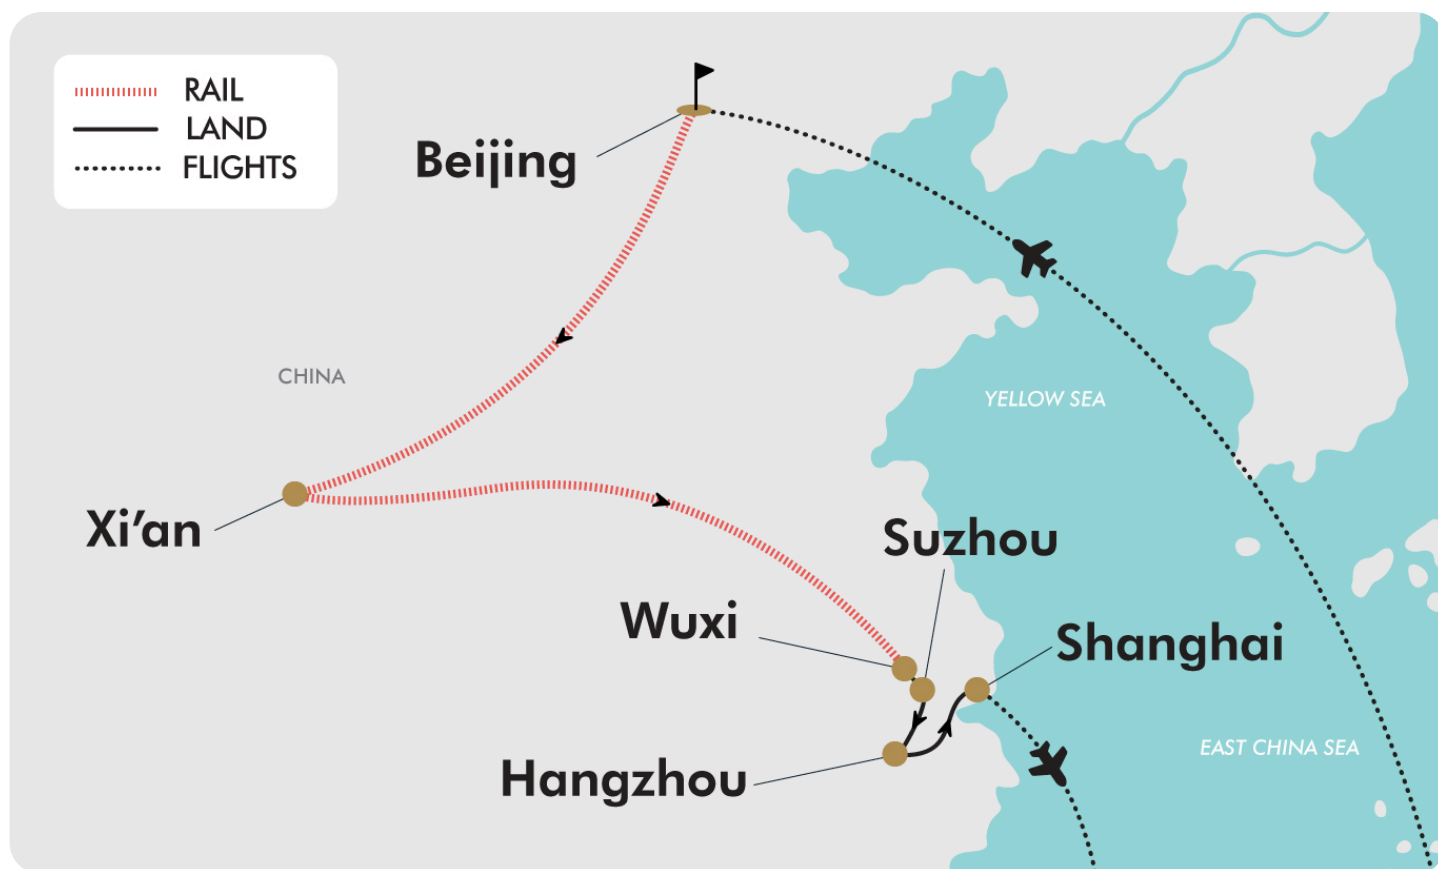 RAIL
LAND
FLIGHTS
Beijing
CHINA
YELLOW SEA
Xi’an
Suzhou
Wuxi
Shanghai
EAST CHINA SEA
Hangzhou